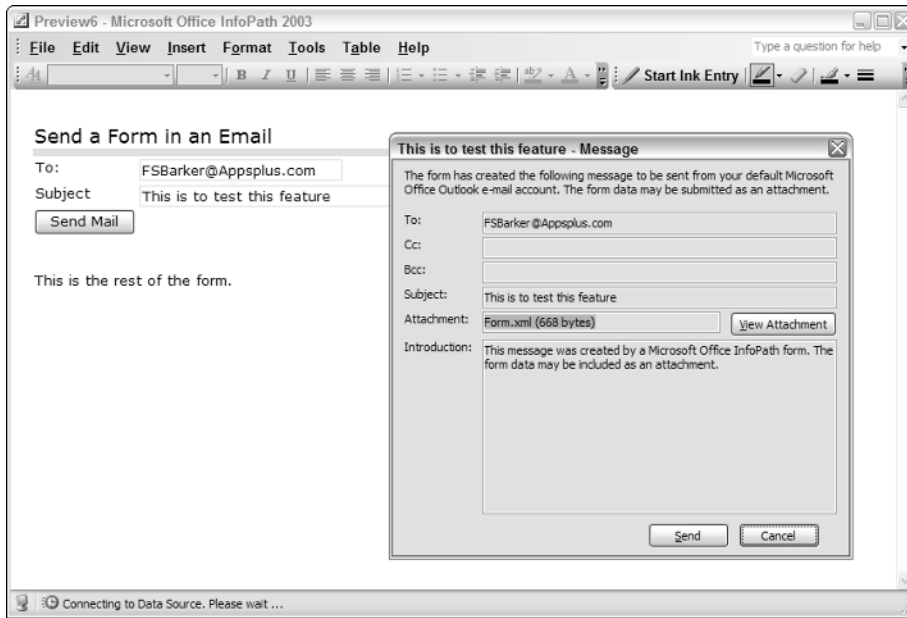 Preview6 - Microsoft Office InfoPath 2003
File Edit View Insert Format Tools Table Help
Type a question for help
B I U
Start Ink Entry
Send a Form in an Email
To: FSBarker@Appsplus.com
Subject This is to test this feature
Send Mail
This is the rest of the form.
This is to test this feature - Message
The form has created the following message to be sent from your default Microsoft
Office Outlook e-mail account. The form data may be submitted as an attachment.
To: FSBarker@Appsplus.com
Cc:
Bcc:
Subject: This is to test this feature
Attachment: Form.xml (668 bytes) View Attachment
Introduction: This message was created by a Microsoft Office InfoPath form. The
form data may be included as an attachment.
Send Cancel
Connecting to Data Source. Please wait ...